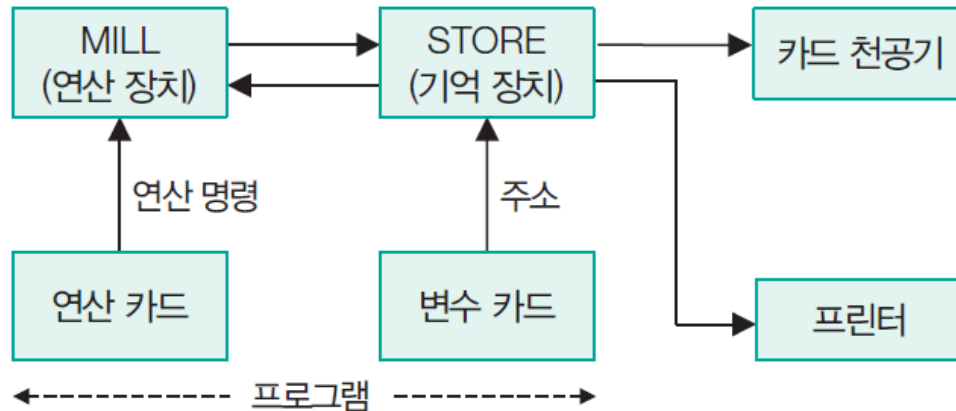 MILL
(연산 장치)
STORE
(기억 장치)
카드 천공기
연산 명령
주소
연산 카드
변수 카드
프린터
프로그램